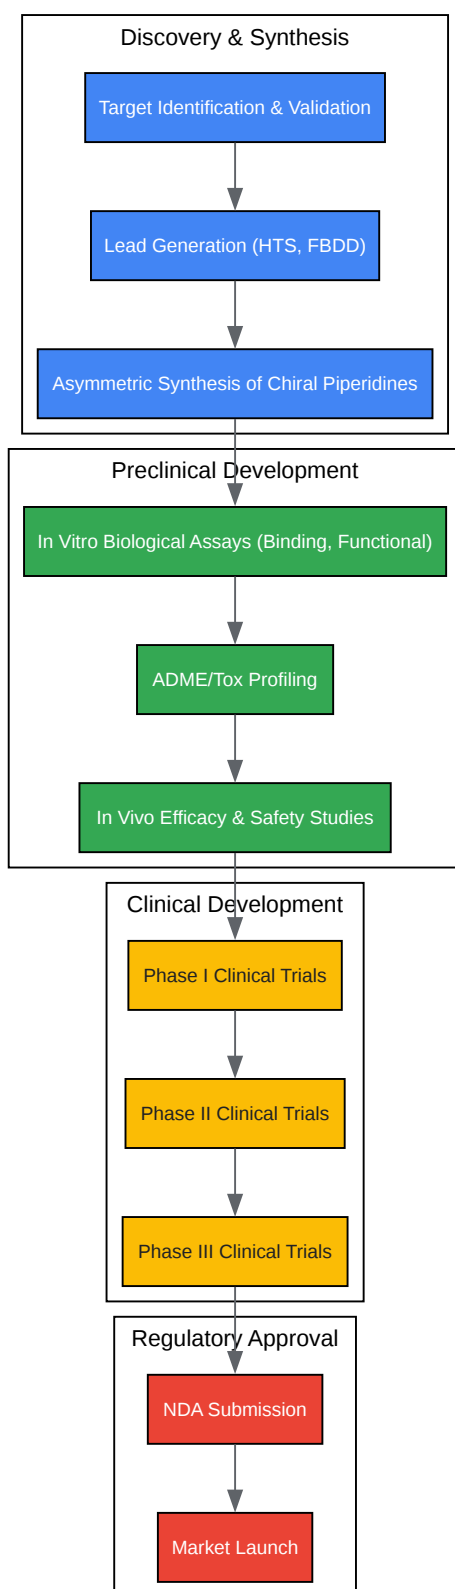 Discovery & Synthesis
Target Identification & Validation
Lead Generation (HTS, FBDD)
Asymmetric Synthesis of Chiral Piperidines
Preclinical Development
In Vitro Biological Assays (Binding, Functional)
ADME/Tox Profiling
In Vivo Efficacy & Safety Studies
Clinical Development
Phase I Clinical Trials
Phase II Clinical Trials
Phase III Clinical Trials
Regulatory Approval
NDA Submission
Market Launch